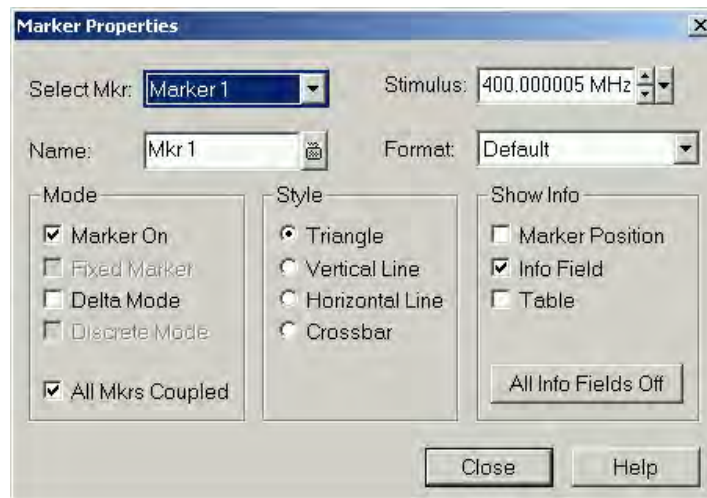 Marker Properties
Select Mkr: Marker 1
Stimulus: 400.000005 MHz
Name: Mkr 1
Format: Default
Mode
Marker On
Fixed Marker
Delta Mode
Discrete Mode
All Mkrs Coupled
Style
Triangle
Vertical Line
Horizontal Line
Crossbar
Show Info
Marker Position
Info Field
Table
All Info Fields Off
Close
Help